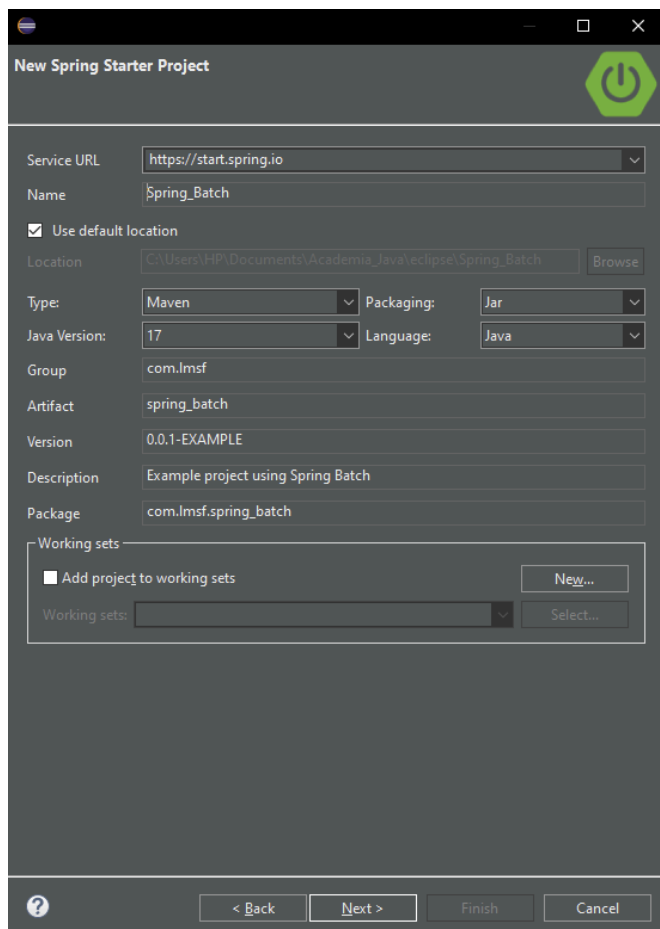 New Spring Starter Project
Service URL https://start.spring.io
Name Spring_Batch
Use default location
Location C:\Users\HP\Documents\Academia_Java\eclipse\Spring_Batch Browse
Type: Maven Packaging: Jar
Java Version: 17 Language: Java
Group com.lmsf
Artifact spring_batch
Version 0.0.1-EXAMPLE
Description Example project using Spring Batch
Package com.lmsf.spring_batch
Working sets
Add project to working sets New...
Working sets: Select...
? < Back Next > Finish Cancel